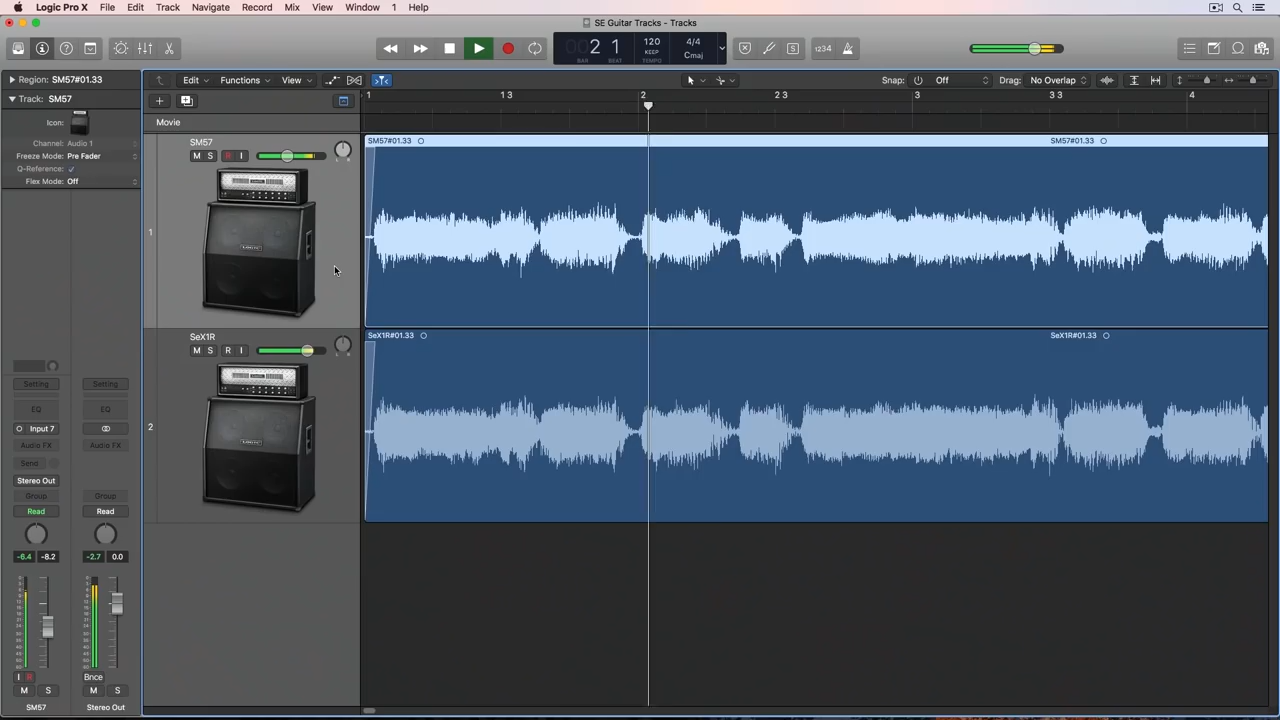 Logic Pro X File Edit Track Navigate Record Mix View Window 1 Help
SE Guitar Tracks - Tracks
2 1 120 4/4
KEEP Cmaj
BAR BEAT TEMPO
S 1234
Region: SM57#01.33
Edit Functions View
Snap: Off Drag: No Overlap
Track: SM57
1 1 3 2 2 3 3 3 3 4
Icon:
Movie
Channel: Audio 1
Freeze Mode: Pre Fader
Q-Reference:
Flex Mode: Off
SM57
M S R I
SM57#01.33 SM57#01.33
1
LOGIC
SeX1R
M S R I
SeX1R#01.33 SeX1R#01.33
2
LOGIC
Setting Setting
EQ EQ
Input 7
Audio FX Audio FX
Send
Stereo Out
Group Group
Read Read
-6.4 -8.2 -2.7 0.0
I R Bnce
M S M S
SM57 Stereo Out